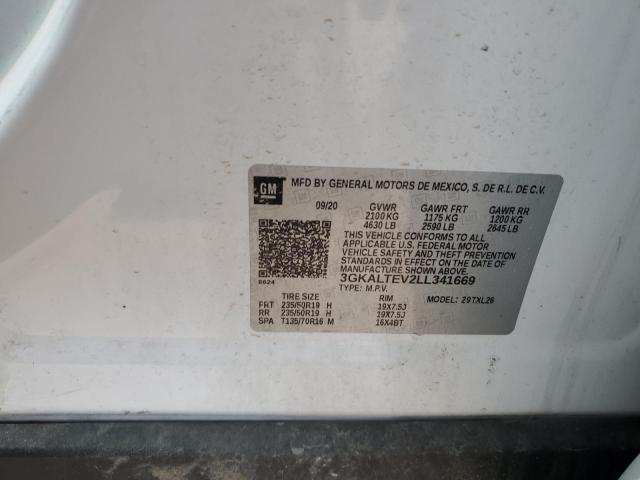 GM MFD BY GENERAL MOTORS DE MEXICO, S. DE R.L. DE C.V.
09/20 GVWR GAWR FRT GAWR RR
2100 KG 1175 KG 1200 KG
4630 LB 2590 LB 2645 LB
THIS VEHICLE CONFORMS TO ALL
APPLICABLE U.S. FEDERAL MOTOR
VEHICLE SAFETY AND THEFT
PREVENTION STANDARDS IN EFFECT
ON THE DATE OF MANUFACTURE
SHOWN ABOVE.
3GKALTEV2LL341669
8624 TYPE: M.P.V.
TIRE SIZE RIM MODEL: 29TXL26
FRT 235/50R19 H 19X7.5J
RR 235/50R19 H 19X7.5J
SPA T135/70R16 M 16X4BT